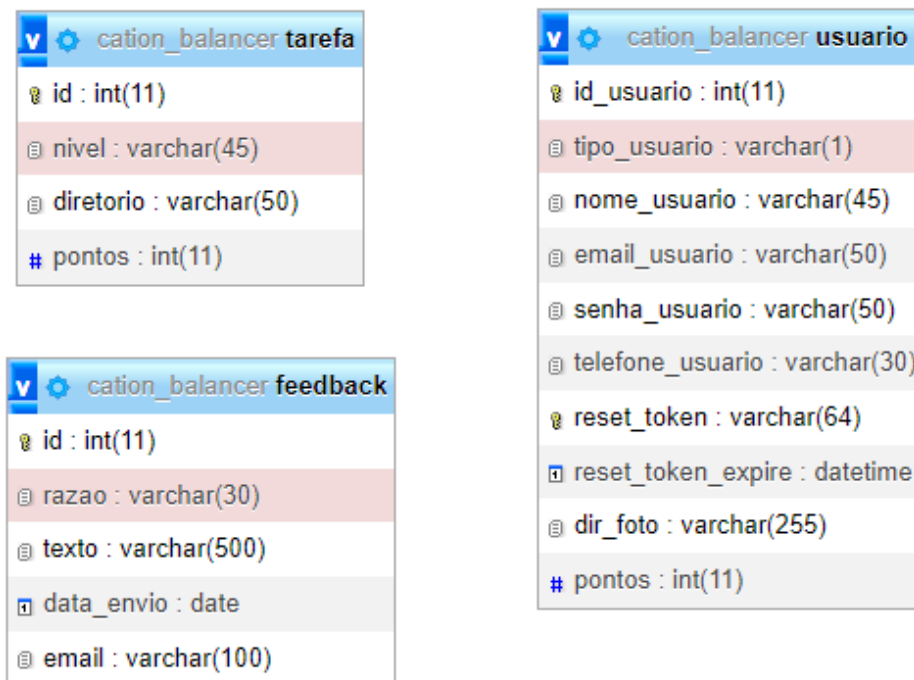 cation_balancer tarefa
id : int(11)
nivel : varchar(45)
diretorio : varchar(50)
# pontos : int(11)
cation_balancer feedback
id : int(11)
razao : varchar(30)
texto : varchar(500)
data_envio : date
email : varchar(100)
cation_balancer usuario
id_usuario : int(11)
tipo_usuario : varchar(1)
nome_usuario : varchar(45)
email_usuario : varchar(50)
senha_usuario : varchar(50)
telefone_usuario : varchar(30)
reset_token : varchar(64)
reset_token_expire : datetime
dir_foto : varchar(255)
# pontos : int(11)